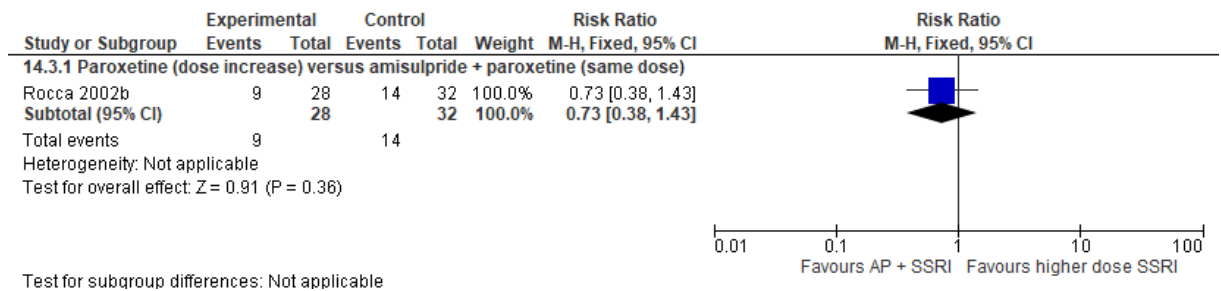 Experimental Control Risk Ratio Risk Ratio
Study or Subgroup Events Total Events Total Weight M-H, Fixed, 95% CI M-H, Fixed, 95% CI
14.3.1 Paroxetine (dose increase) versus amisulpride + paroxetine (same dose)
Rocca 2002b 9 28 14 32 100.0% 0.73 [0.38, 1.43]
Subtotal (95% CI) 28 32 100.0% 0.73 [0.38, 1.43]
Total events 9 14
Heterogeneity: Not applicable
Test for overall effect: Z = 0.91 (P = 0.36)
0.01 0.1 1 10 100
Favours AP + SSRI Favours higher dose SSRI
Test for subgroup differences: Not applicable